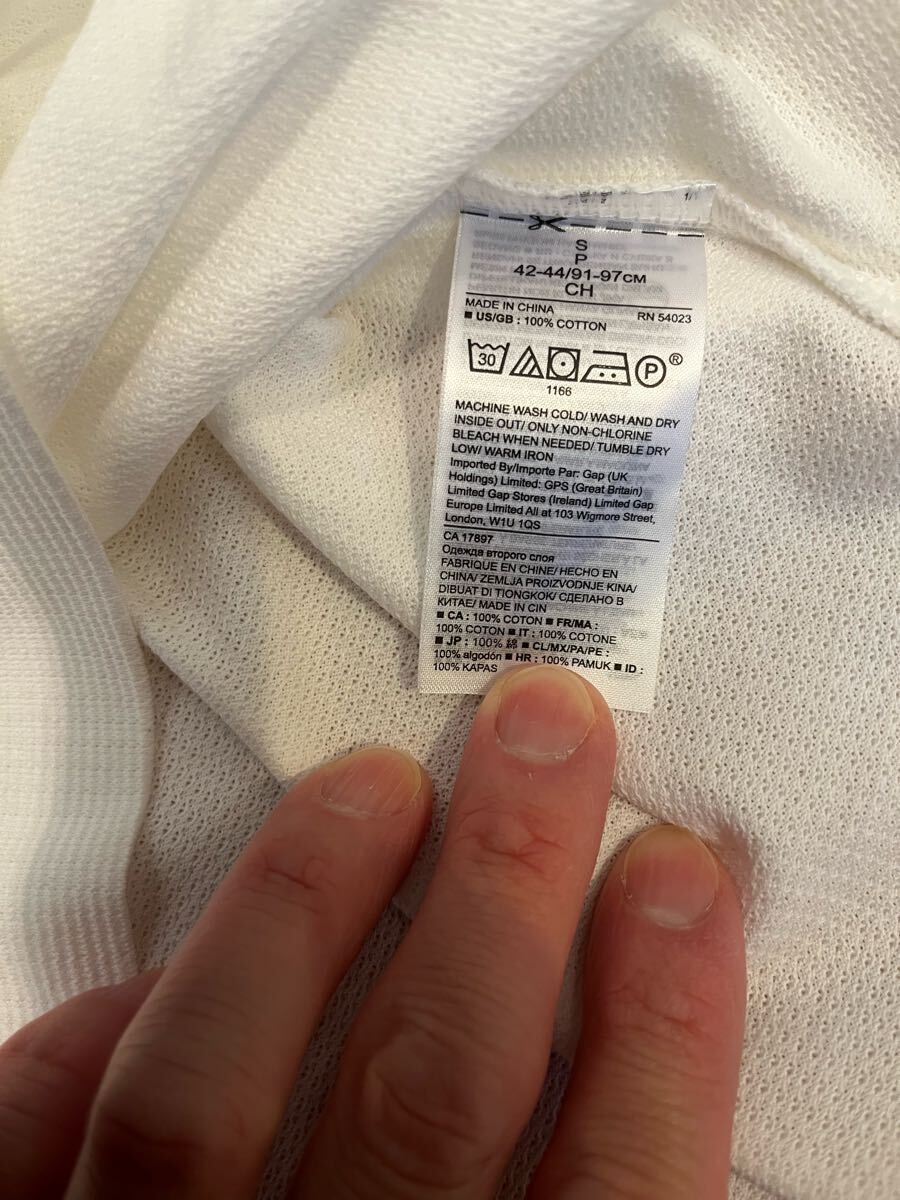 S
P
42-44/91-97см
CH
MADE IN CHINA RN 54023
■ US/GB : 100% COTTON
30 P ®
1166
MACHINE WASH COLD/ WASH AND DRY
INSIDE OUT/ ONLY NON-CHLORINE
BLEACH WHEN NEEDED/ TUMBLE DRY
LOW/ WARM IRON
Imported By/Importe Par: Gap (UK
Holdings) Limited: GPS (Great Britain)
Limited Gap Stores (Ireland) Limited Gap
Europe Limited All at 103 Wigmore Street,
London, W1U 1QS
CA 17897
Одежда второго слоя
FABRIQUE EN CHINE/ HECHO EN
CHINA/ ZEMLJA PROIZVODNJE KINA/
DIBUAT DI TIONGKOK/ СДЕЛАНО В
КИТАЕ/ MADE IN CIN
■ CA : 100% COTTON ■ FR/MA :
100% COTON ■ IT : 100% COTONE
■ JP : 100% 綿 ■ CL/MX/PA/PE :
100% algodón ■ HR : 100% PAMUK ■ ID :
100% KAPAS